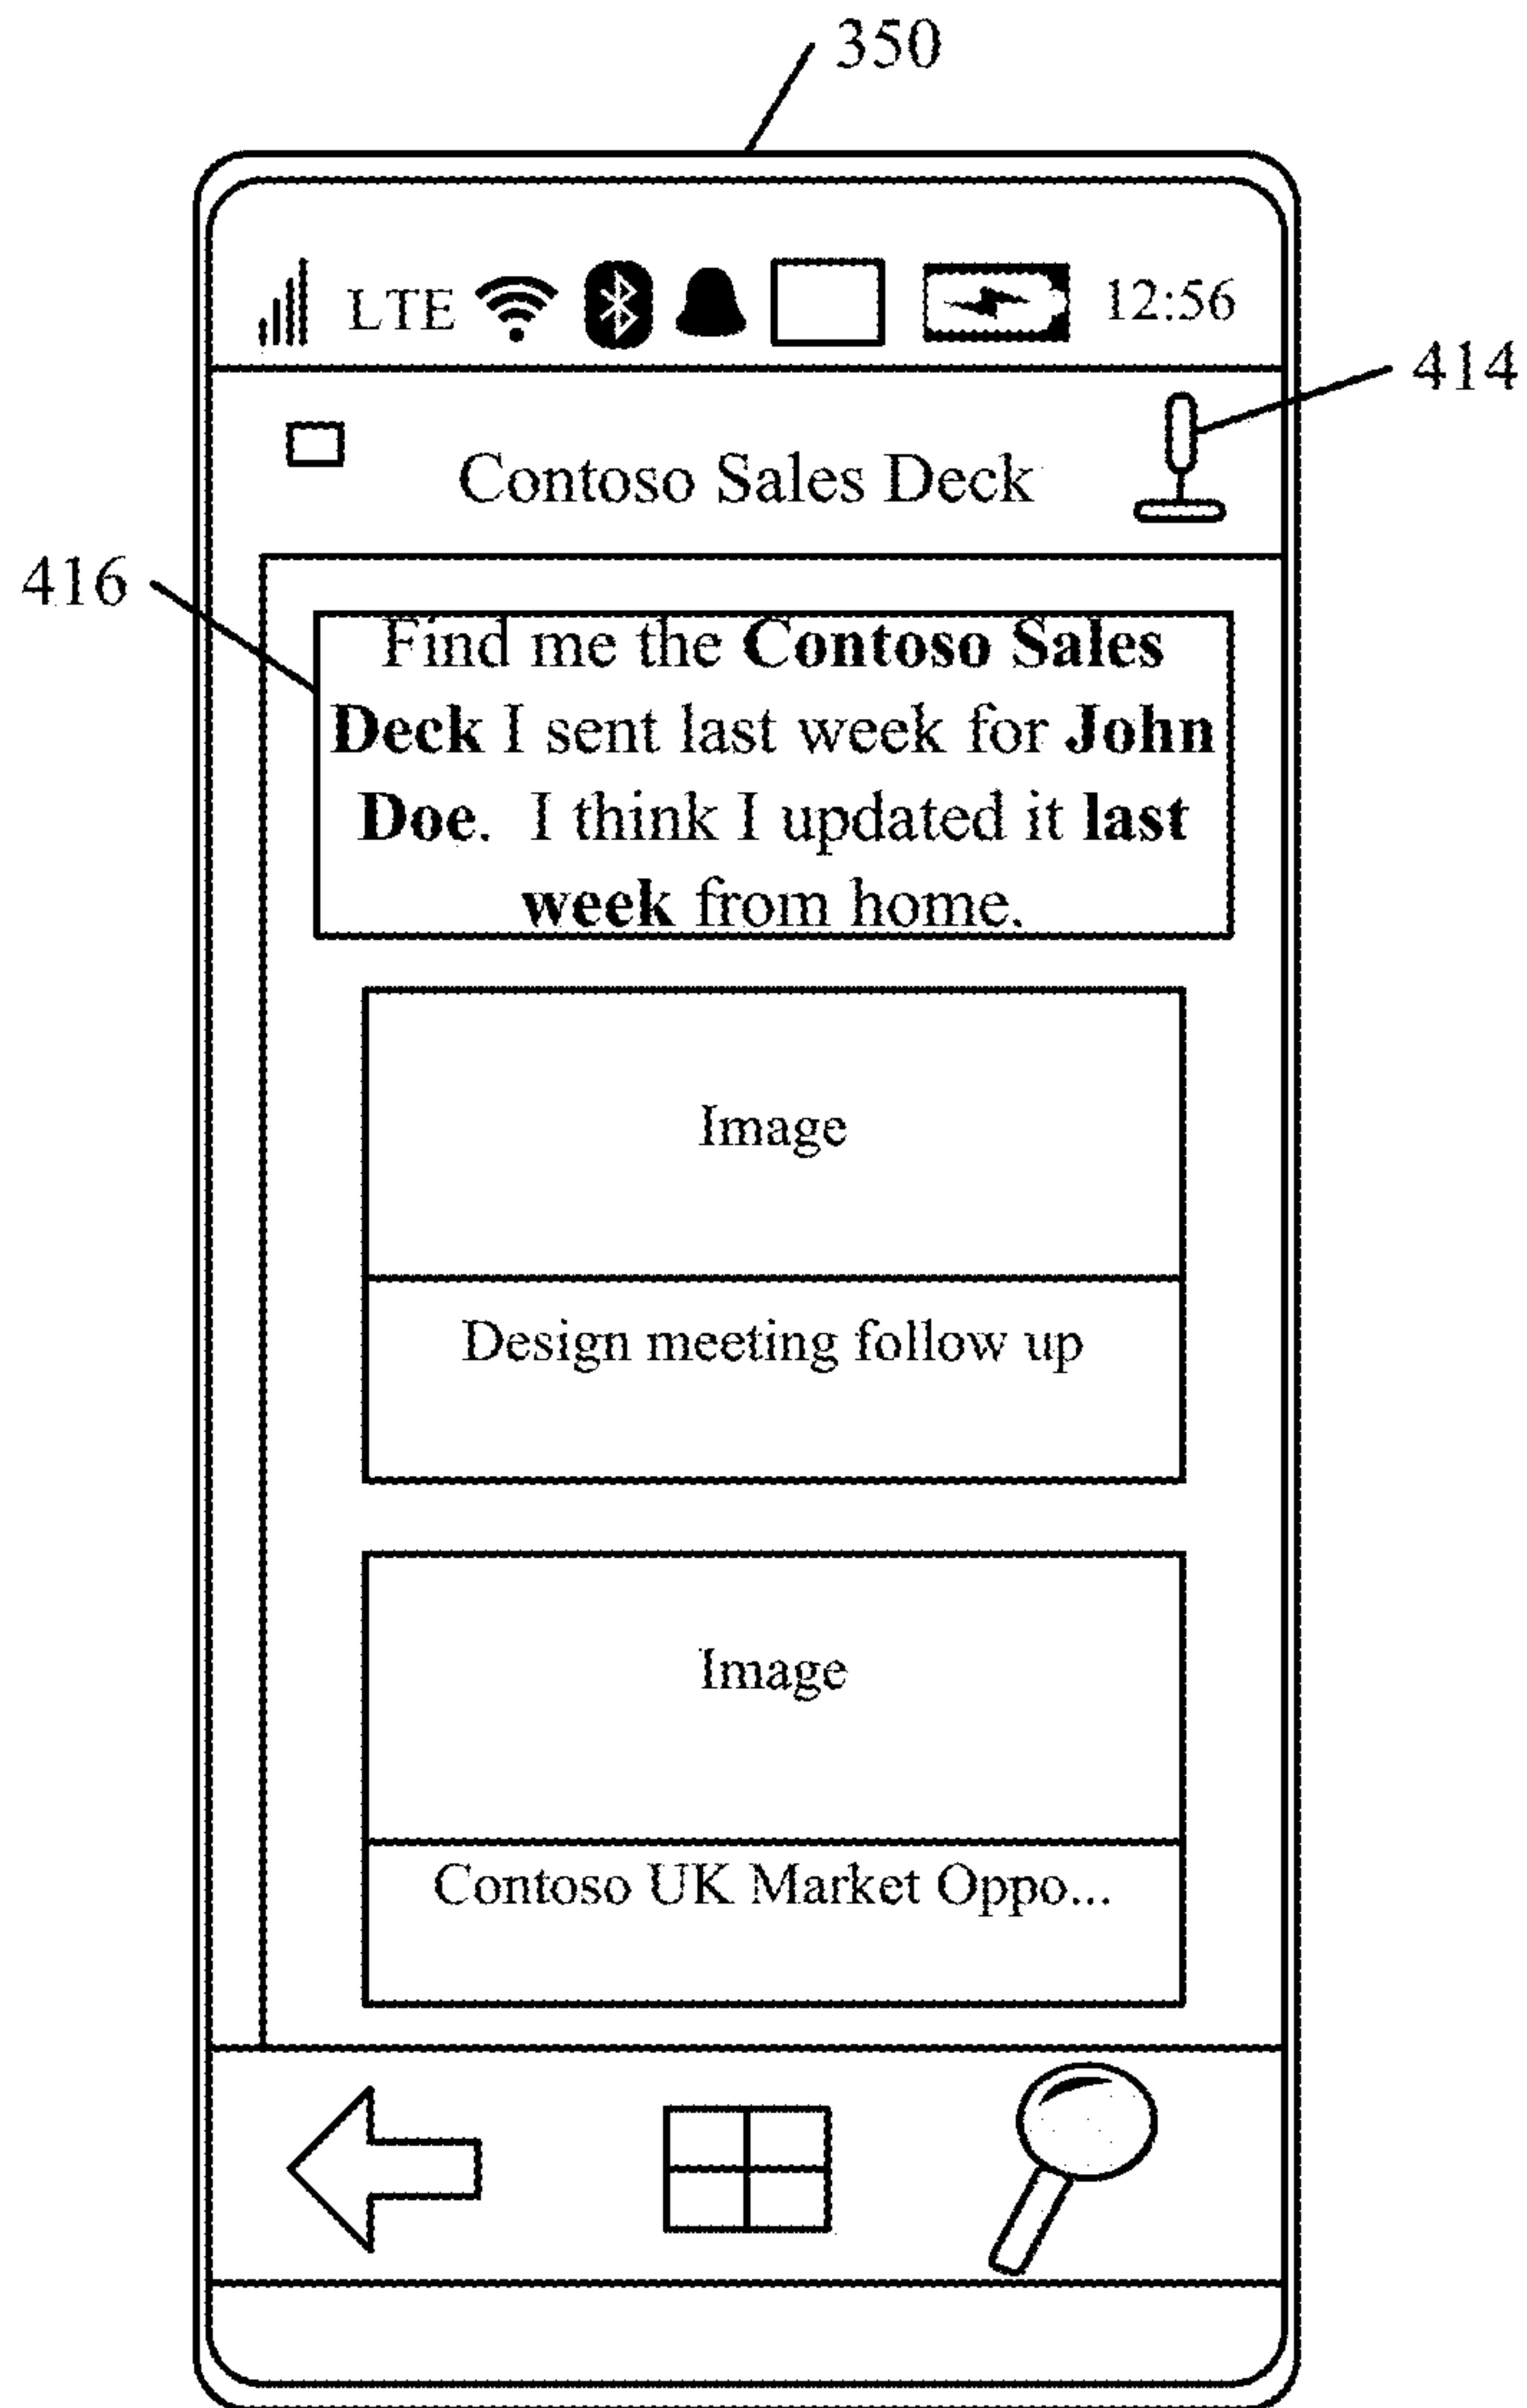 350
LTE 12:56
414
Contoso Sales Deck
416
Find me the Contoso Sales
Deck I sent last week for John
Doe. I think I updated it last
week from home.
Image
Design meeting follow up
Image
Contoso UK Market Oppo...